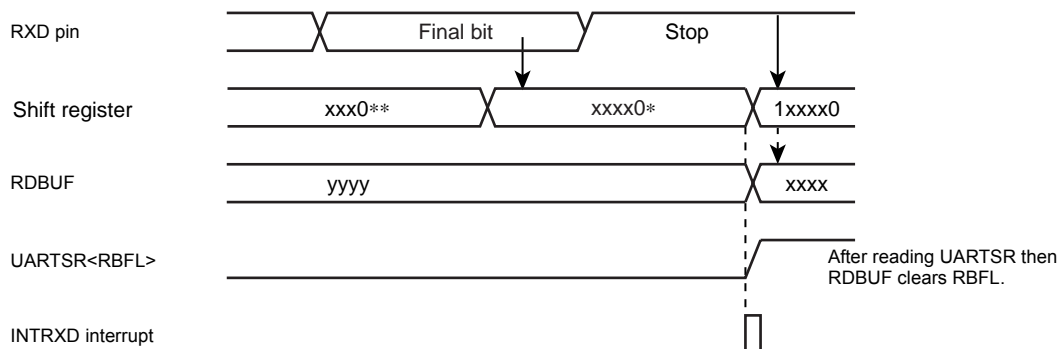 RXD pin Final bit Stop
Shift register xxx0** xxxx0* 1xxxx0
RDBUF yyyy xxxx
UARTSR<RBFL> After reading UARTSR then
RDBUF clears RBFL.
INTRXD interrupt